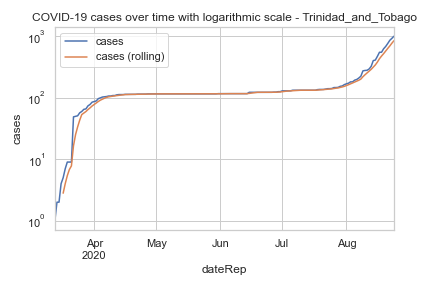 COVID-19 cases over time with logarithmic scale - Trinidad_and_Tobago
cases
cases (rolling)
10³
10²
10¹
10⁰
cases
Apr May Jun Jul Aug
2020
dateRep